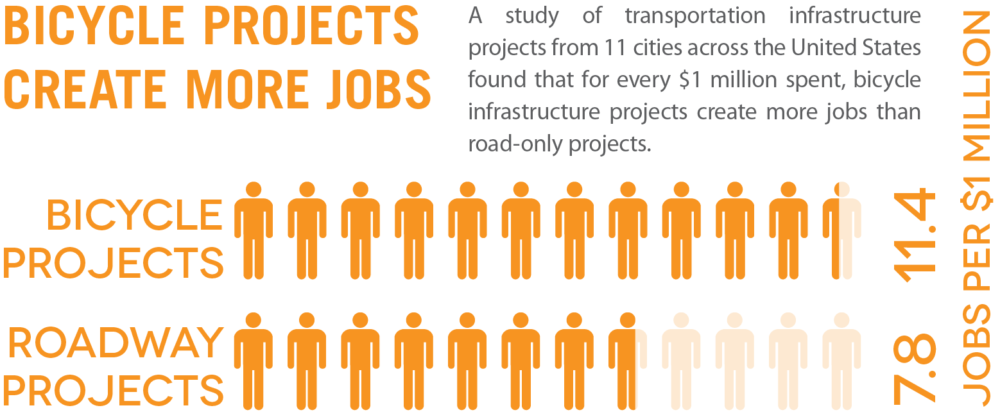 BICYCLE PROJECTS
CREATE MORE JOBS
A study of transportation infrastructure
projects from 11 cities across the United States
found that for every $1 million spent, bicycle
infrastructure projects create more jobs than
road-only projects.
BICYCLE
PROJECTS
11.4
ROADWAY
PROJECTS
7.8
JOBS PER $1 MILLION